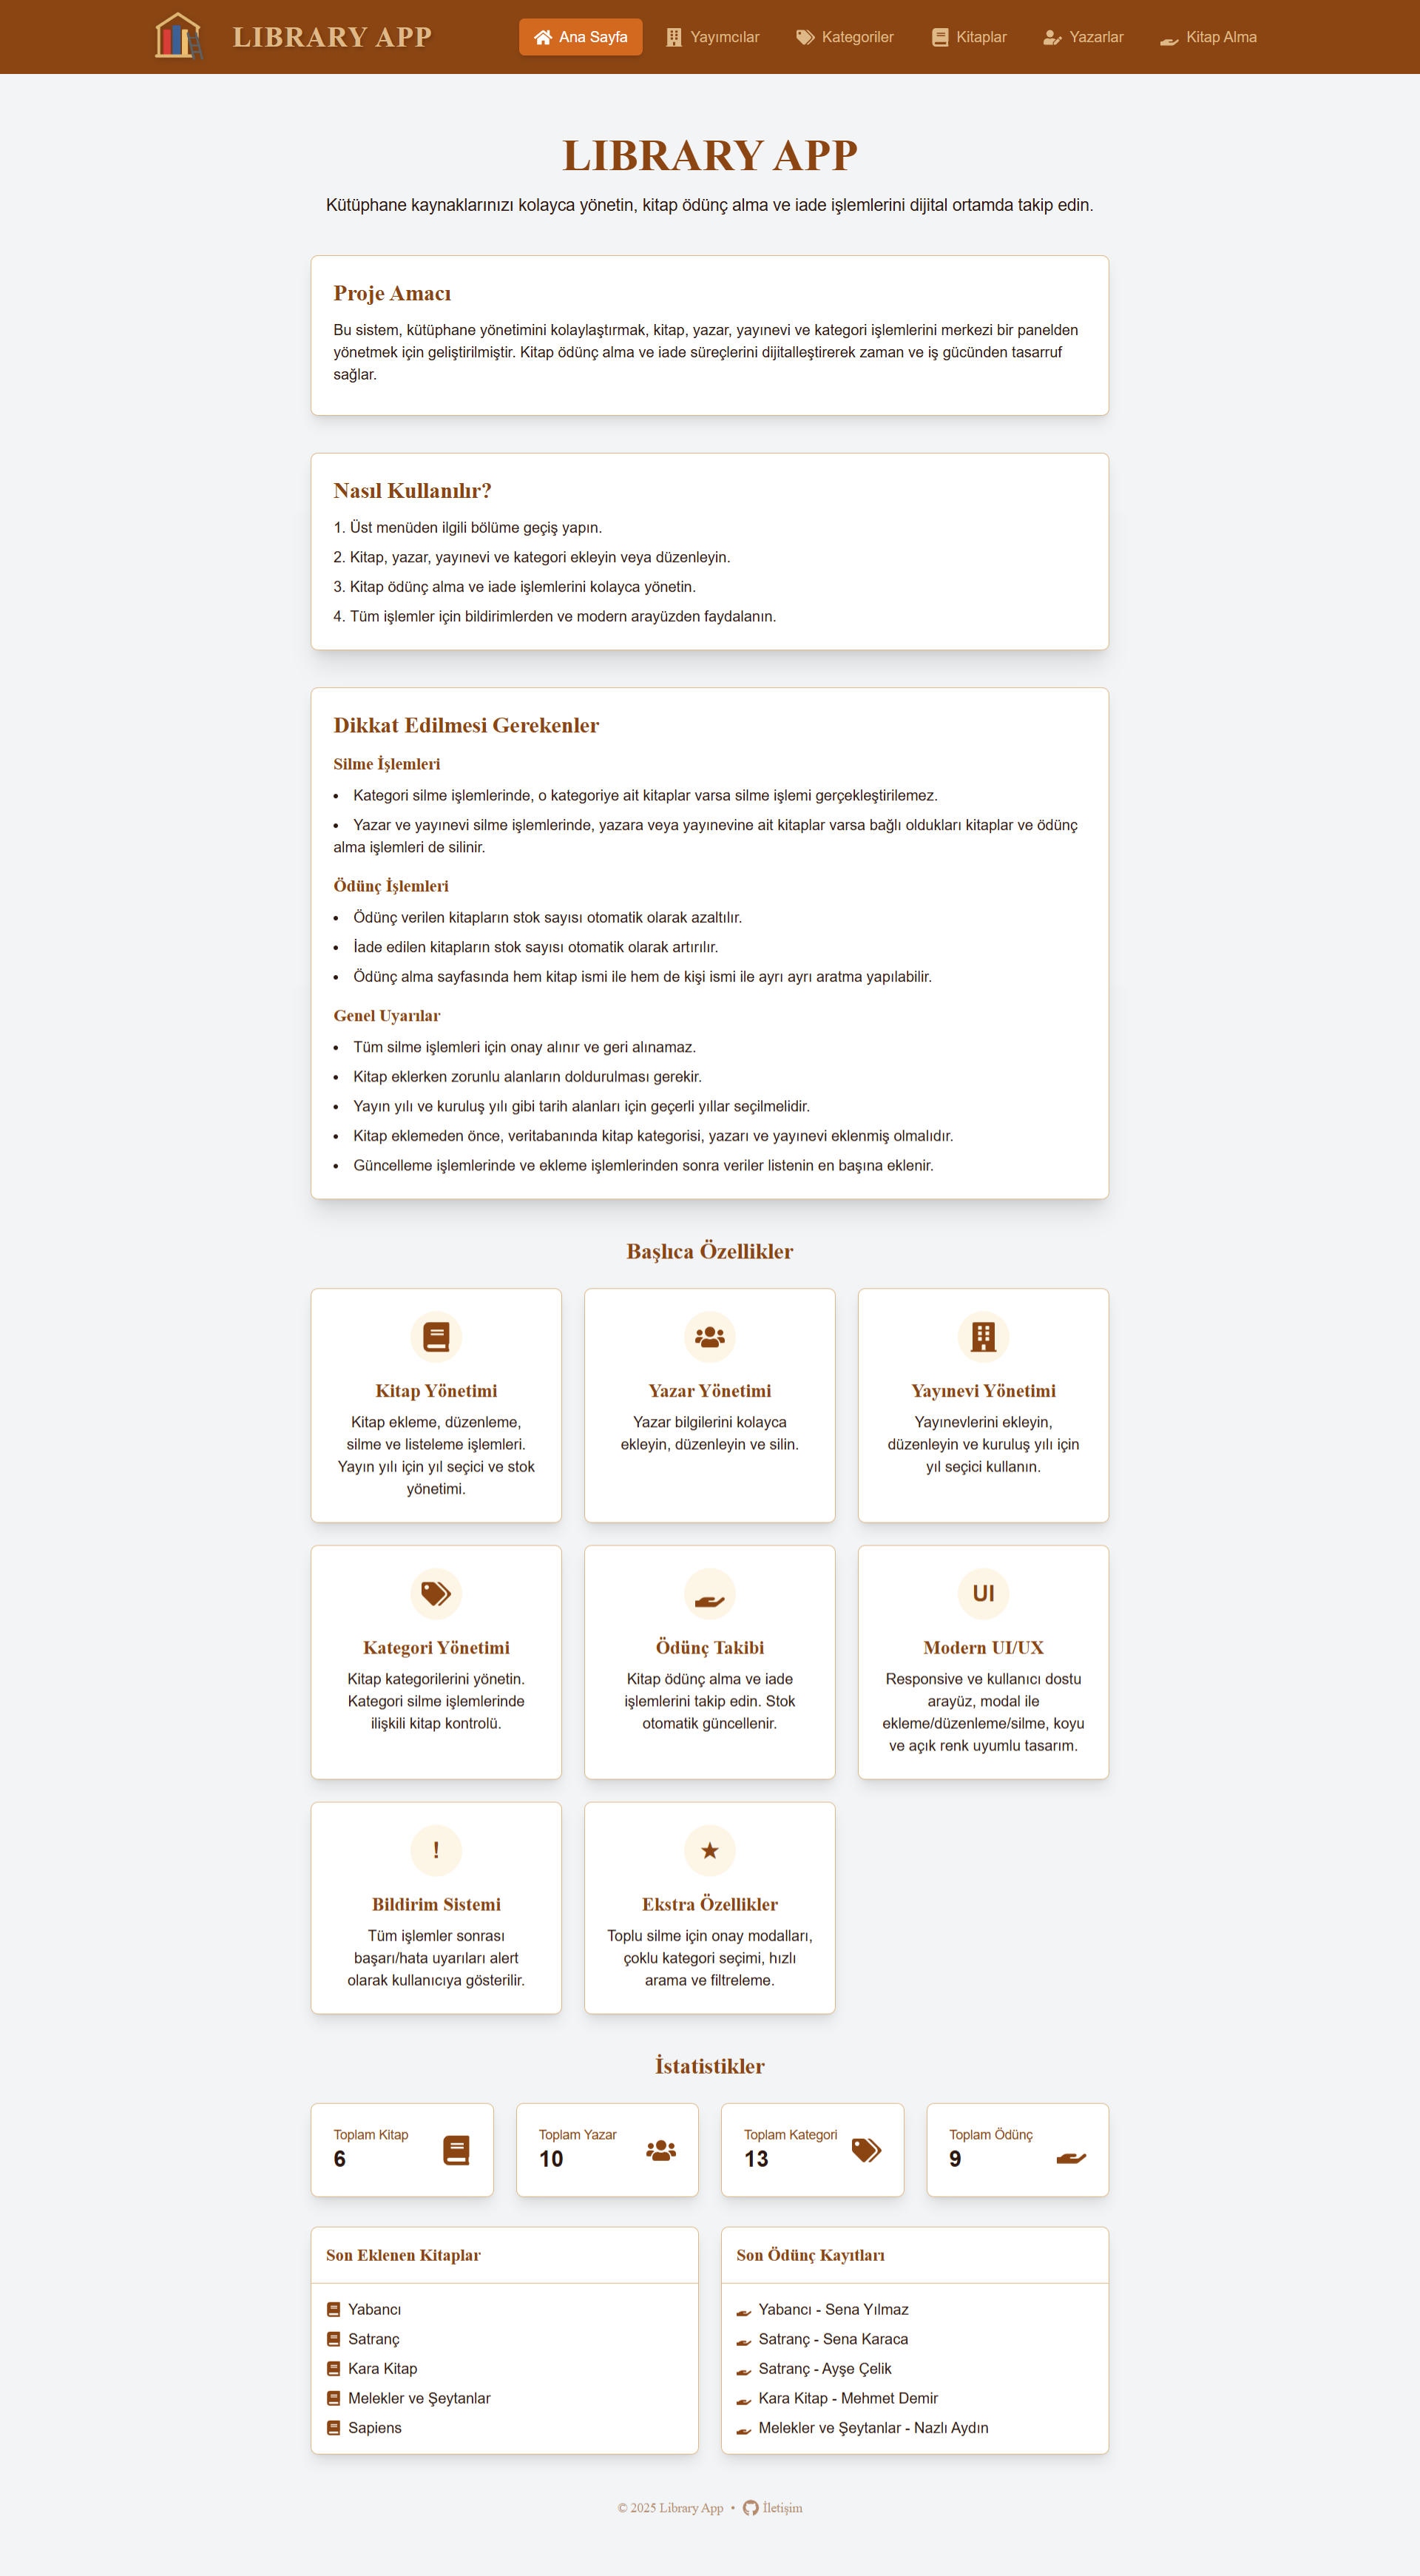 LIBRARY APP
Ana Sayfa
Yayımcılar
Kategoriler
Kitaplar
Yazarlar
Kitap Alma
LIBRARY APP
Kütüphane kaynaklarınızı kolayca yönetin, kitap ödünç alma ve iade işlemlerini dijital ortamda takip edin.
Proje Amacı
Bu sistem, kütüphane yönetimini kolaylaştırmak, kitap, yazar, yayınevi ve kategori işlemlerini merkezi bir panelden
yönetmek için geliştirilmiştir. Kitap ödünç alma ve iade süreçlerini dijitalleştirerek zaman ve iş gücünden tasarruf
sağlar.
Nasıl Kullanılır?
1. Üst menüden ilgili bölüme geçiş yapın.
2. Kitap, yazar, yayınevi ve kategori ekleyin veya düzenleyin.
3. Kitap ödünç alma ve iade işlemlerini kolayca yönetin.
4. Tüm işlemler için bildirimlerden ve modern arayüzden faydalanın.
Dikkat Edilmesi Gerekenler
Silme İşlemleri
• Kategori silme işlemlerinde, o kategoriye ait kitaplar varsa silme işlemi gerçekleştirilemez.
• Yazar ve yayınevi silme işlemlerinde, yazara veya yayınevine ait kitaplar varsa bağlı oldukları kitaplar ve ödünç
alma işlemleri de silinir.
Ödünç İşlemleri
• Ödünç verilen kitapların stok sayısı otomatik olarak azaltılır.
• İade edilen kitapların stok sayısı otomatik olarak artırılır.
• Ödünç alma sayfasında hem kitap ismi ile hem de kişi ismi ile ayrı ayrı aratma yapılabilir.
Genel Uyarılar
• Tüm silme işlemleri için onay alınır ve geri alınamaz.
• Kitap eklerken zorunlu alanların doldurulması gerekir.
• Yayın yılı ve kuruluş yılı gibi tarih alanları için geçerli yıllar seçilmelidir.
• Kitap eklemeden önce, veritabanında kitap kategorisi, yazarı ve yayınevi eklenmiş olmalıdır.
• Güncelleme işlemlerinde ve ekleme işlemlerinden sonra veriler listenin en başına eklenir.
Başlıca Özellikler
Kitap Yönetimi
Kitap ekleme, düzenleme,
silme ve listeleme işlemleri.
Yayın yılı için yıl seçici ve stok
yönetimi.
Yazar Yönetimi
Yazar bilgilerini kolayca
ekleyin, düzenleyin ve silin.
Yayınevi Yönetimi
Yayınevlerini ekleyin,
düzenleyin ve kuruluş yılı için
yıl seçici kullanın.
Kategori Yönetimi
Kitap kategorilerini yönetin.
Kategori silme işlemlerinde
ilişkili kitap kontrolü.
Ödünç Takibi
Kitap ödünç alma ve iade
işlemlerini takip edin. Stok
otomatik güncellenir.
UI
Modern UI/UX
Responsive ve kullanıcı dostu
arayüz, modal ile
ekleme/düzenleme/silme, koyu
ve açık renk uyumlu tasarım.
!
Bildirim Sistemi
Tüm işlemler sonrası
başarı/hata uyarıları alert
olarak kullanıcıya gösterilir.
★
Ekstra Özellikler
Toplu silme için onay modalları,
çoklu kategori seçimi, hızlı
arama ve filtreleme.
İstatistikler
Toplam Kitap
6
Toplam Yazar
10
Toplam Kategori
13
Toplam Ödünç
9
Son Eklenen Kitaplar
Yabancı
Satranç
Kara Kitap
Melekler ve Şeytanlar
Sapiens
Son Ödünç Kayıtları
Yabancı - Sena Yılmaz
Satranç - Sena Karaca
Satranç - Ayşe Çelik
Kara Kitap - Mehmet Demir
Melekler ve Şeytanlar - Nazlı Aydın
© 2025 Library App • İletişim